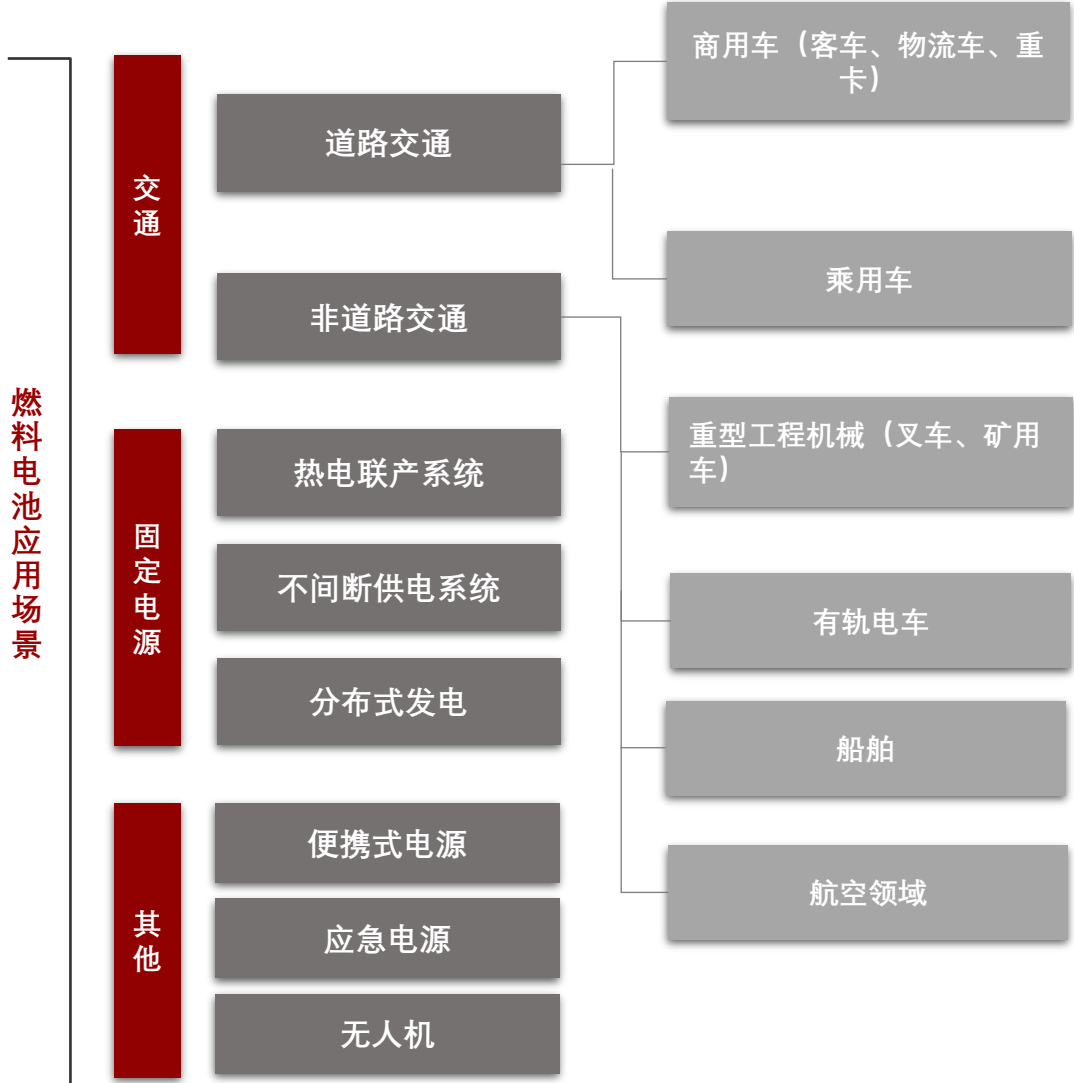 燃料电池应用场景
交通
道路交通
商用车（客车、物流车、重
卡）
乘用车
非道路交通
重型工程机械（叉车、矿用
车）
有轨电车
船舶
航空领域
固定电源
热电联产系统
不间断供电系统
分布式发电
其他
便携式电源
应急电源
无人机